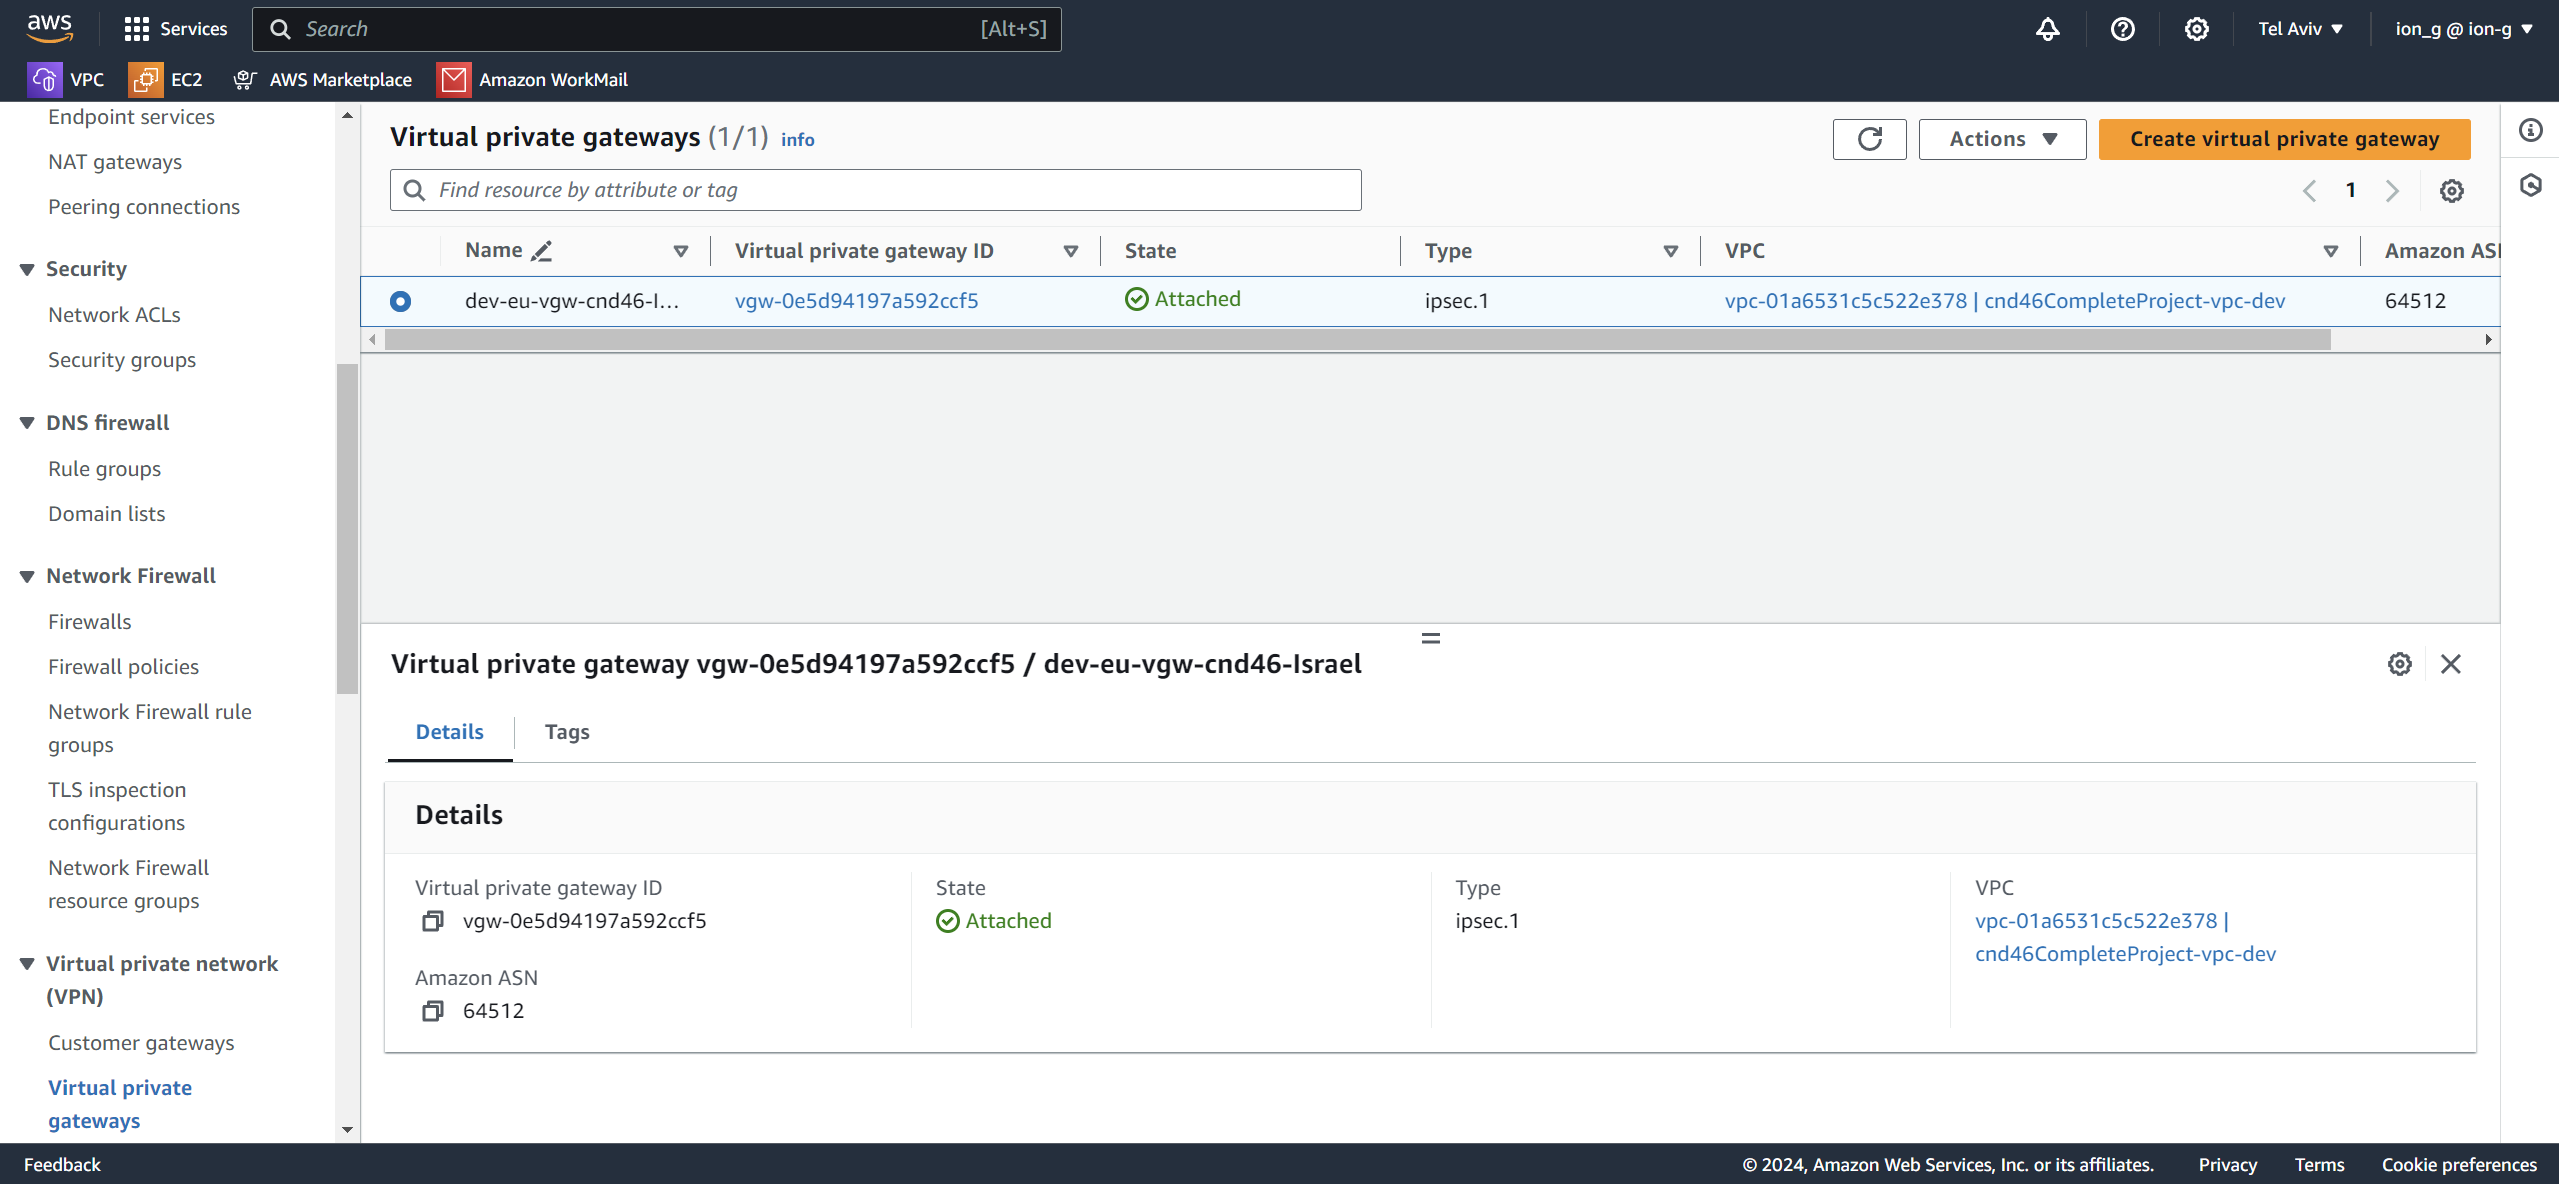 aws
Services
Search
[Alt+S]
Tel Aviv
ion_g @ ion-g
VPC
EC2
AWS Marketplace
Amazon WorkMail
Endpoint services
NAT gateways
Peering connections
Security
Network ACLs
Security groups
DNS firewall
Rule groups
Domain lists
Network Firewall
Firewalls
Firewall policies
Network Firewall rule
groups
TLS inspection
configurations
Network Firewall
resource groups
Virtual private network
(VPN)
Customer gateways
Virtual private
gateways
Virtual private gateways (1/1) info
Actions
Create virtual private gateway
Find resource by attribute or tag
1
Name
Virtual private gateway ID
State
Type
VPC
Amazon ASI
dev-eu-vgw-cnd46-I...
vgw-0e5d94197a592ccf5
Attached
ipsec.1
vpc-01a6531c5c522e378 | cnd46CompleteProject-vpc-dev
64512
Virtual private gateway vgw-0e5d94197a592ccf5 / dev-eu-vgw-cnd46-Israel
Details
Tags
Details
Virtual private gateway ID
vgw-0e5d94197a592ccf5
State
Attached
Type
ipsec.1
VPC
vpc-01a6531c5c522e378 |
cnd46CompleteProject-vpc-dev
Amazon ASN
64512
Feedback
© 2024, Amazon Web Services, Inc. or its affiliates.
Privacy
Terms
Cookie preferences